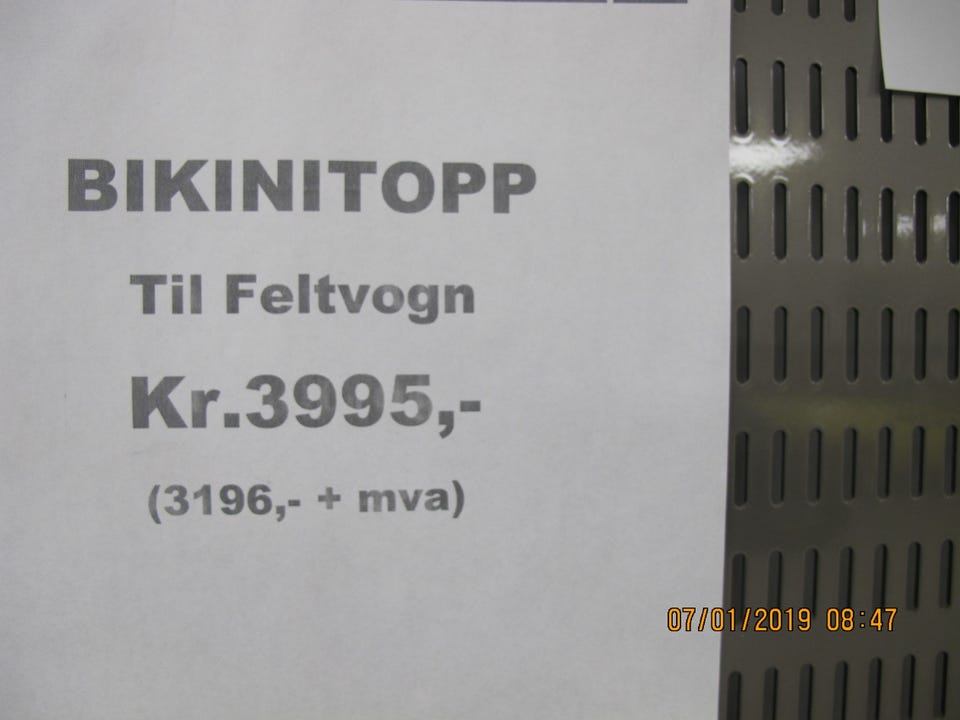 BIKINITOPP
Til Feltvogn
Kr.3995,-
(3196,- + mva)
07/01/2019 08:47